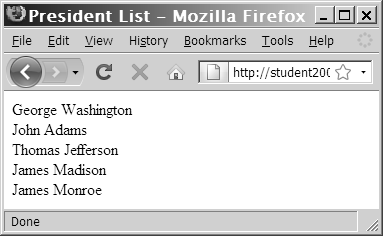 President List - Mozilla Firefox
File Edit View History Bookmarks Tools Help
http://student200
George Washington
John Adams
Thomas Jefferson
James Madison
James Monroe
Done